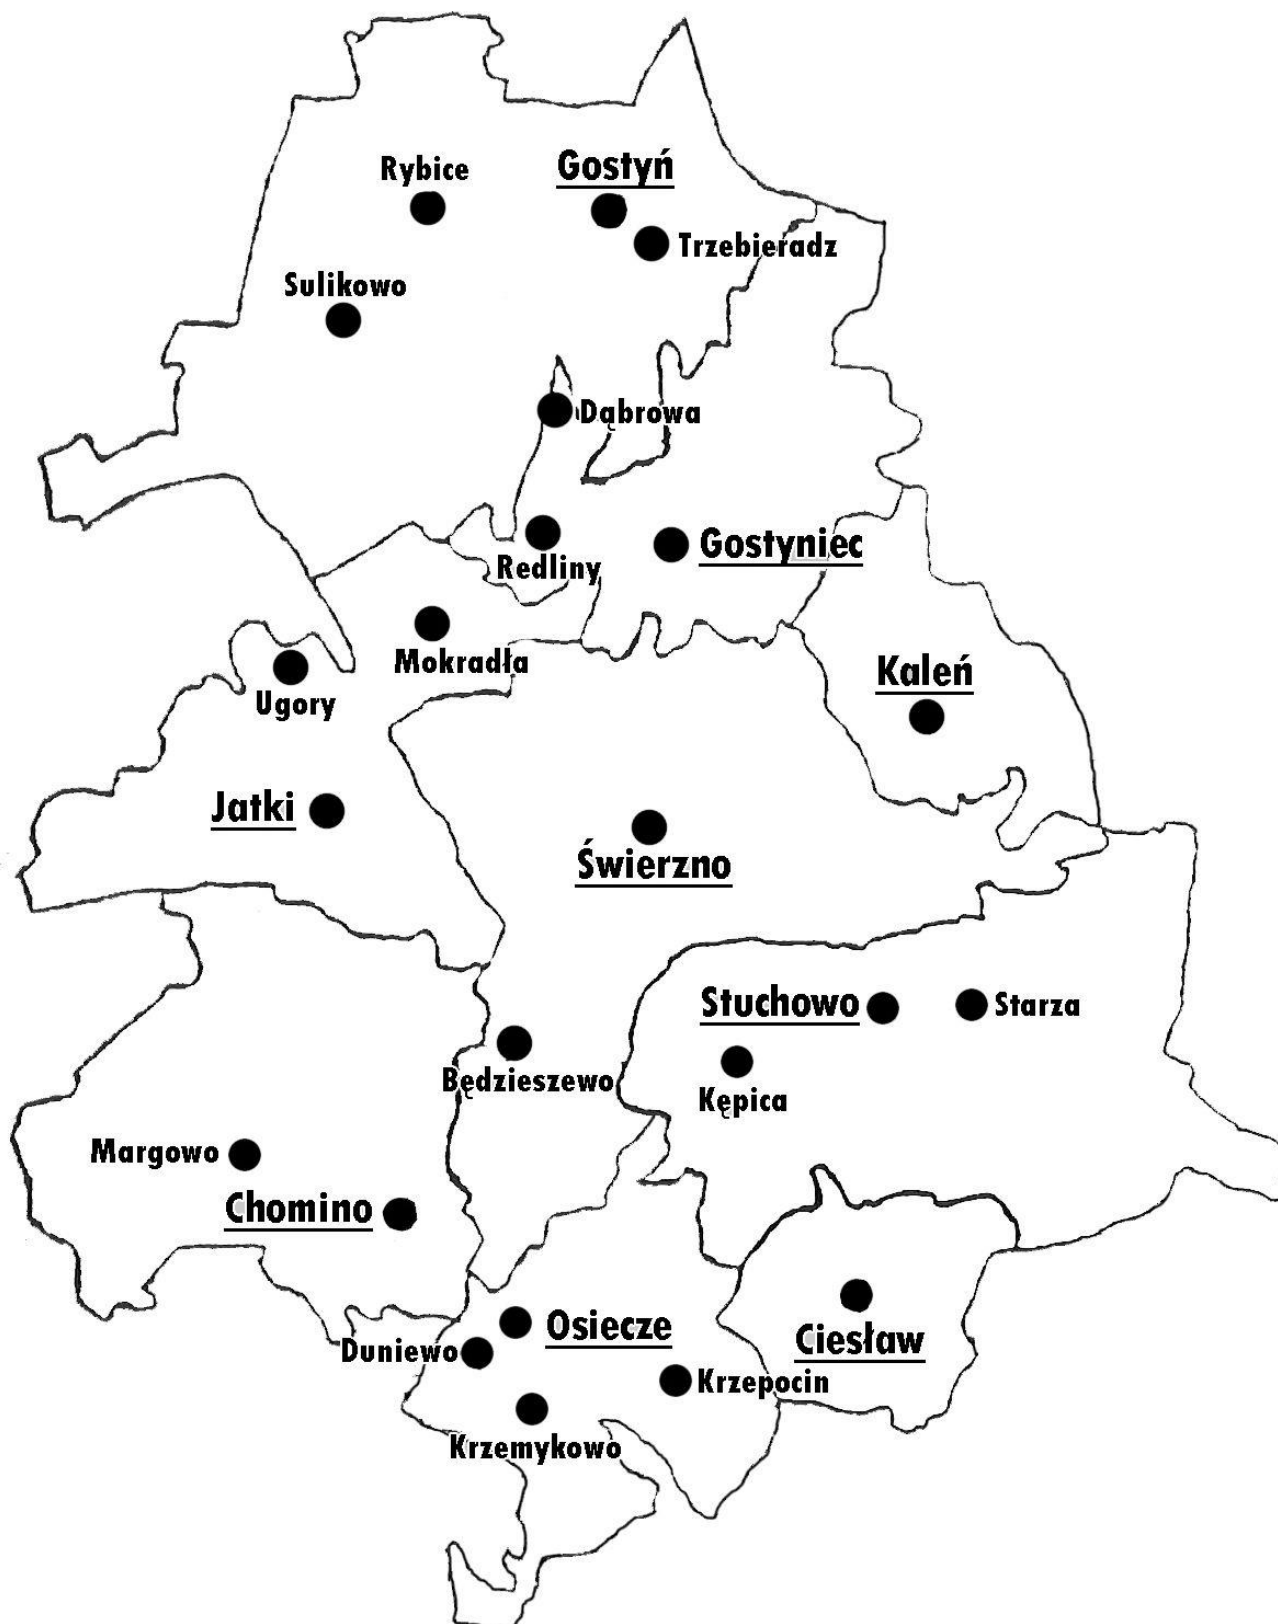 Rybice
Gostyń
Trzebieradz
Sulikowo
Dąbrowa
Gostyniec
Redliny
Mokradła
Kaleń
Ugory
Jatki
Świerzno
Stuchowo
Starza
Będzieszewo
Kępica
Margowo
Chomino
Osiecze
Ciesław
Duniewo
Krzepocin
Krzemykowo